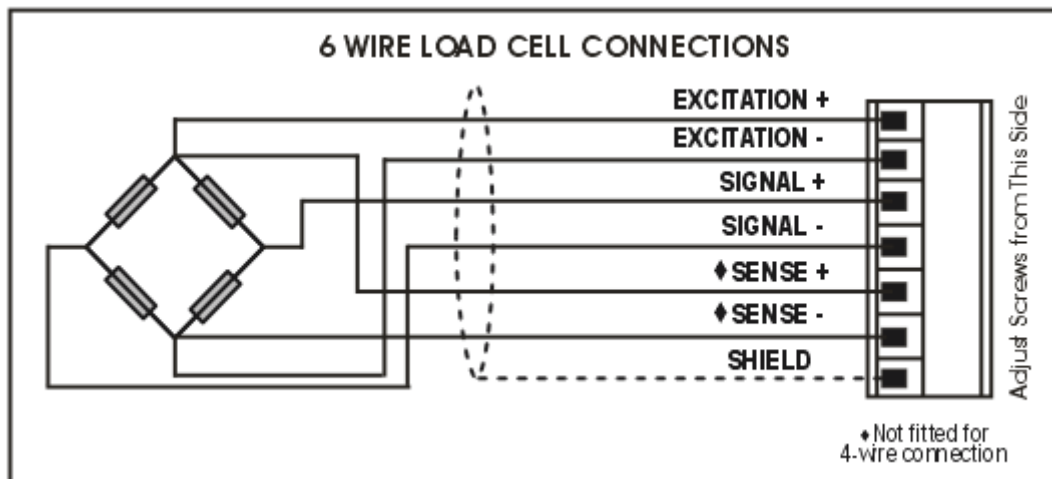 6 WIRE LOAD CELL CONNECTIONS
EXCITATION +
EXCITATION -
SIGNAL +
SIGNAL -
♦SENSE +
♦SENSE -
SHIELD
Adjust Screws from This Side
♦Not fitted for
4-wire connection